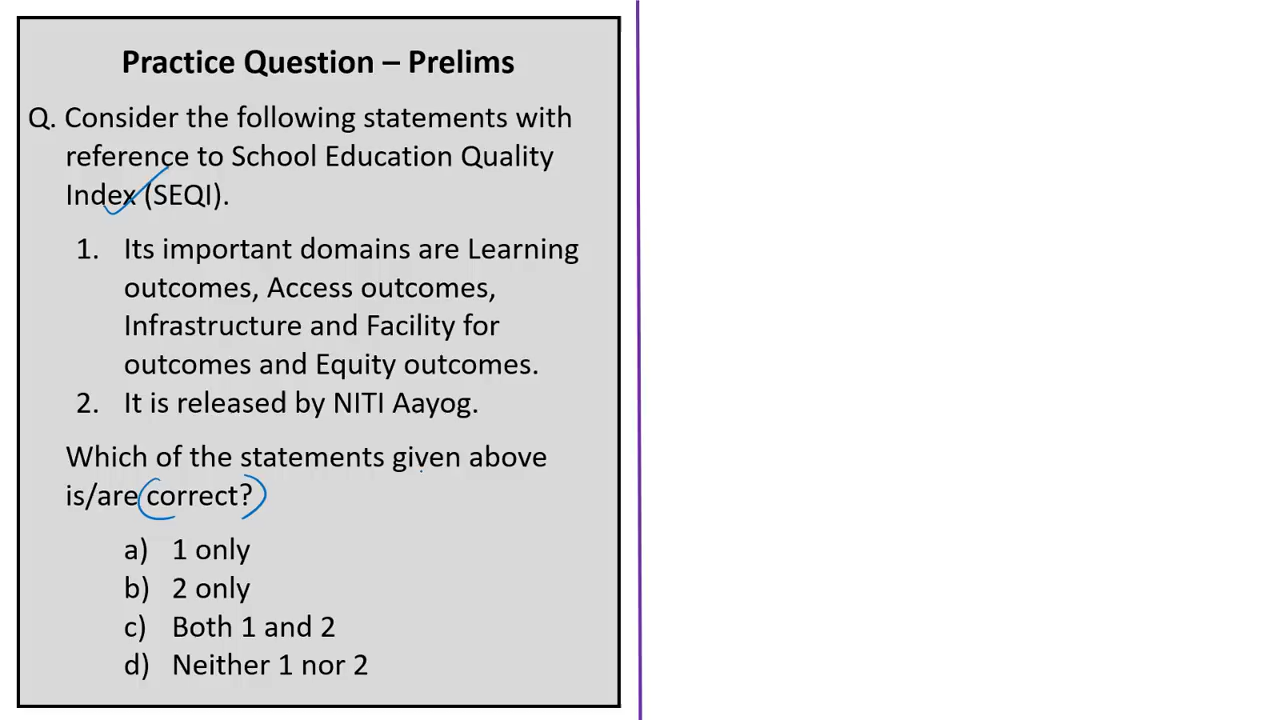 Practice Question – Prelims
Q. Consider the following statements with
reference to School Education Quality
Index (SEQI).
1. Its important domains are Learning
outcomes, Access outcomes,
Infrastructure and Facility for
outcomes and Equity outcomes.
2. It is released by NITI Aayog.
Which of the statements given above
is/are correct?
a) 1 only
b) 2 only
c) Both 1 and 2
d) Neither 1 nor 2